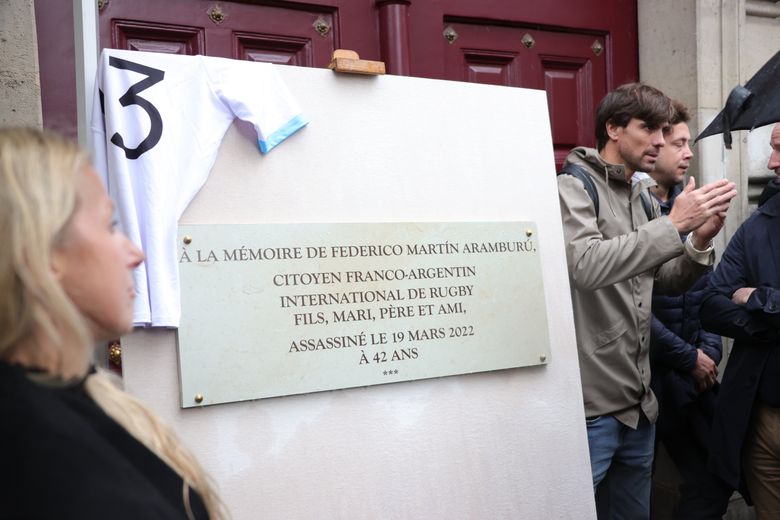 3
À LA MÉMOIRE DE FEDERICO MARTÍN ARAMBURÚ,
CITOYEN FRANCO-ARGENTIN
INTERNATIONAL DE RUGBY
FILS, MARI, PÈRE ET AMI,
ASSASSINÉ LE 19 MARS 2022
À 42 ANS
***